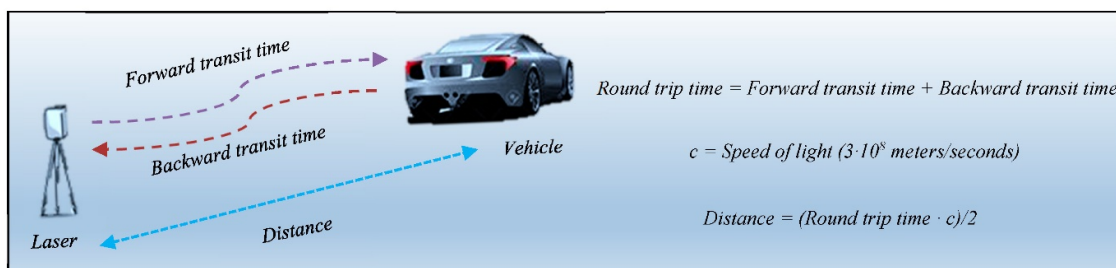 Forward transit time
Backward transit time
Vehicle
Distance
Laser
Round trip time = Forward transit time + Backward transit time
c = Speed of light (3·10⁸ meters/seconds)
Distance = (Round trip time · c)/2